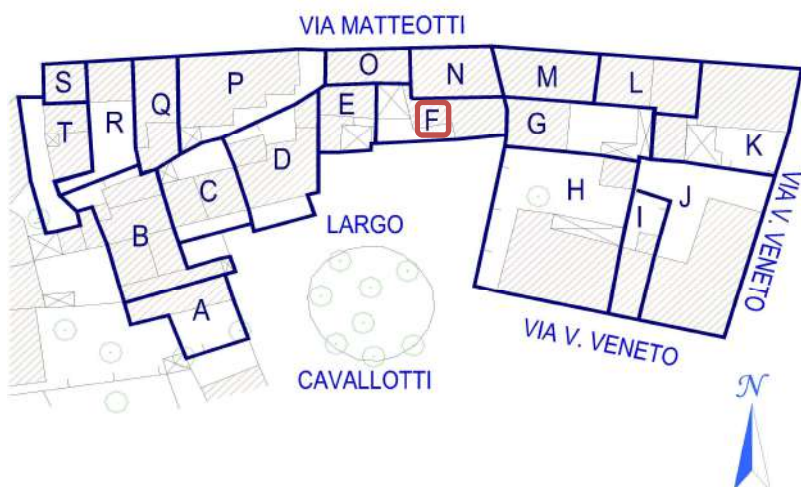 VIA MATTEOTTI
S
P
O
N
M
L
T
R
Q
E
F
G
K
D
C
B
H
J
I
LARGO
A
VIA V. VENETO
VIA V. VENETO
CAVALLOTTI
N